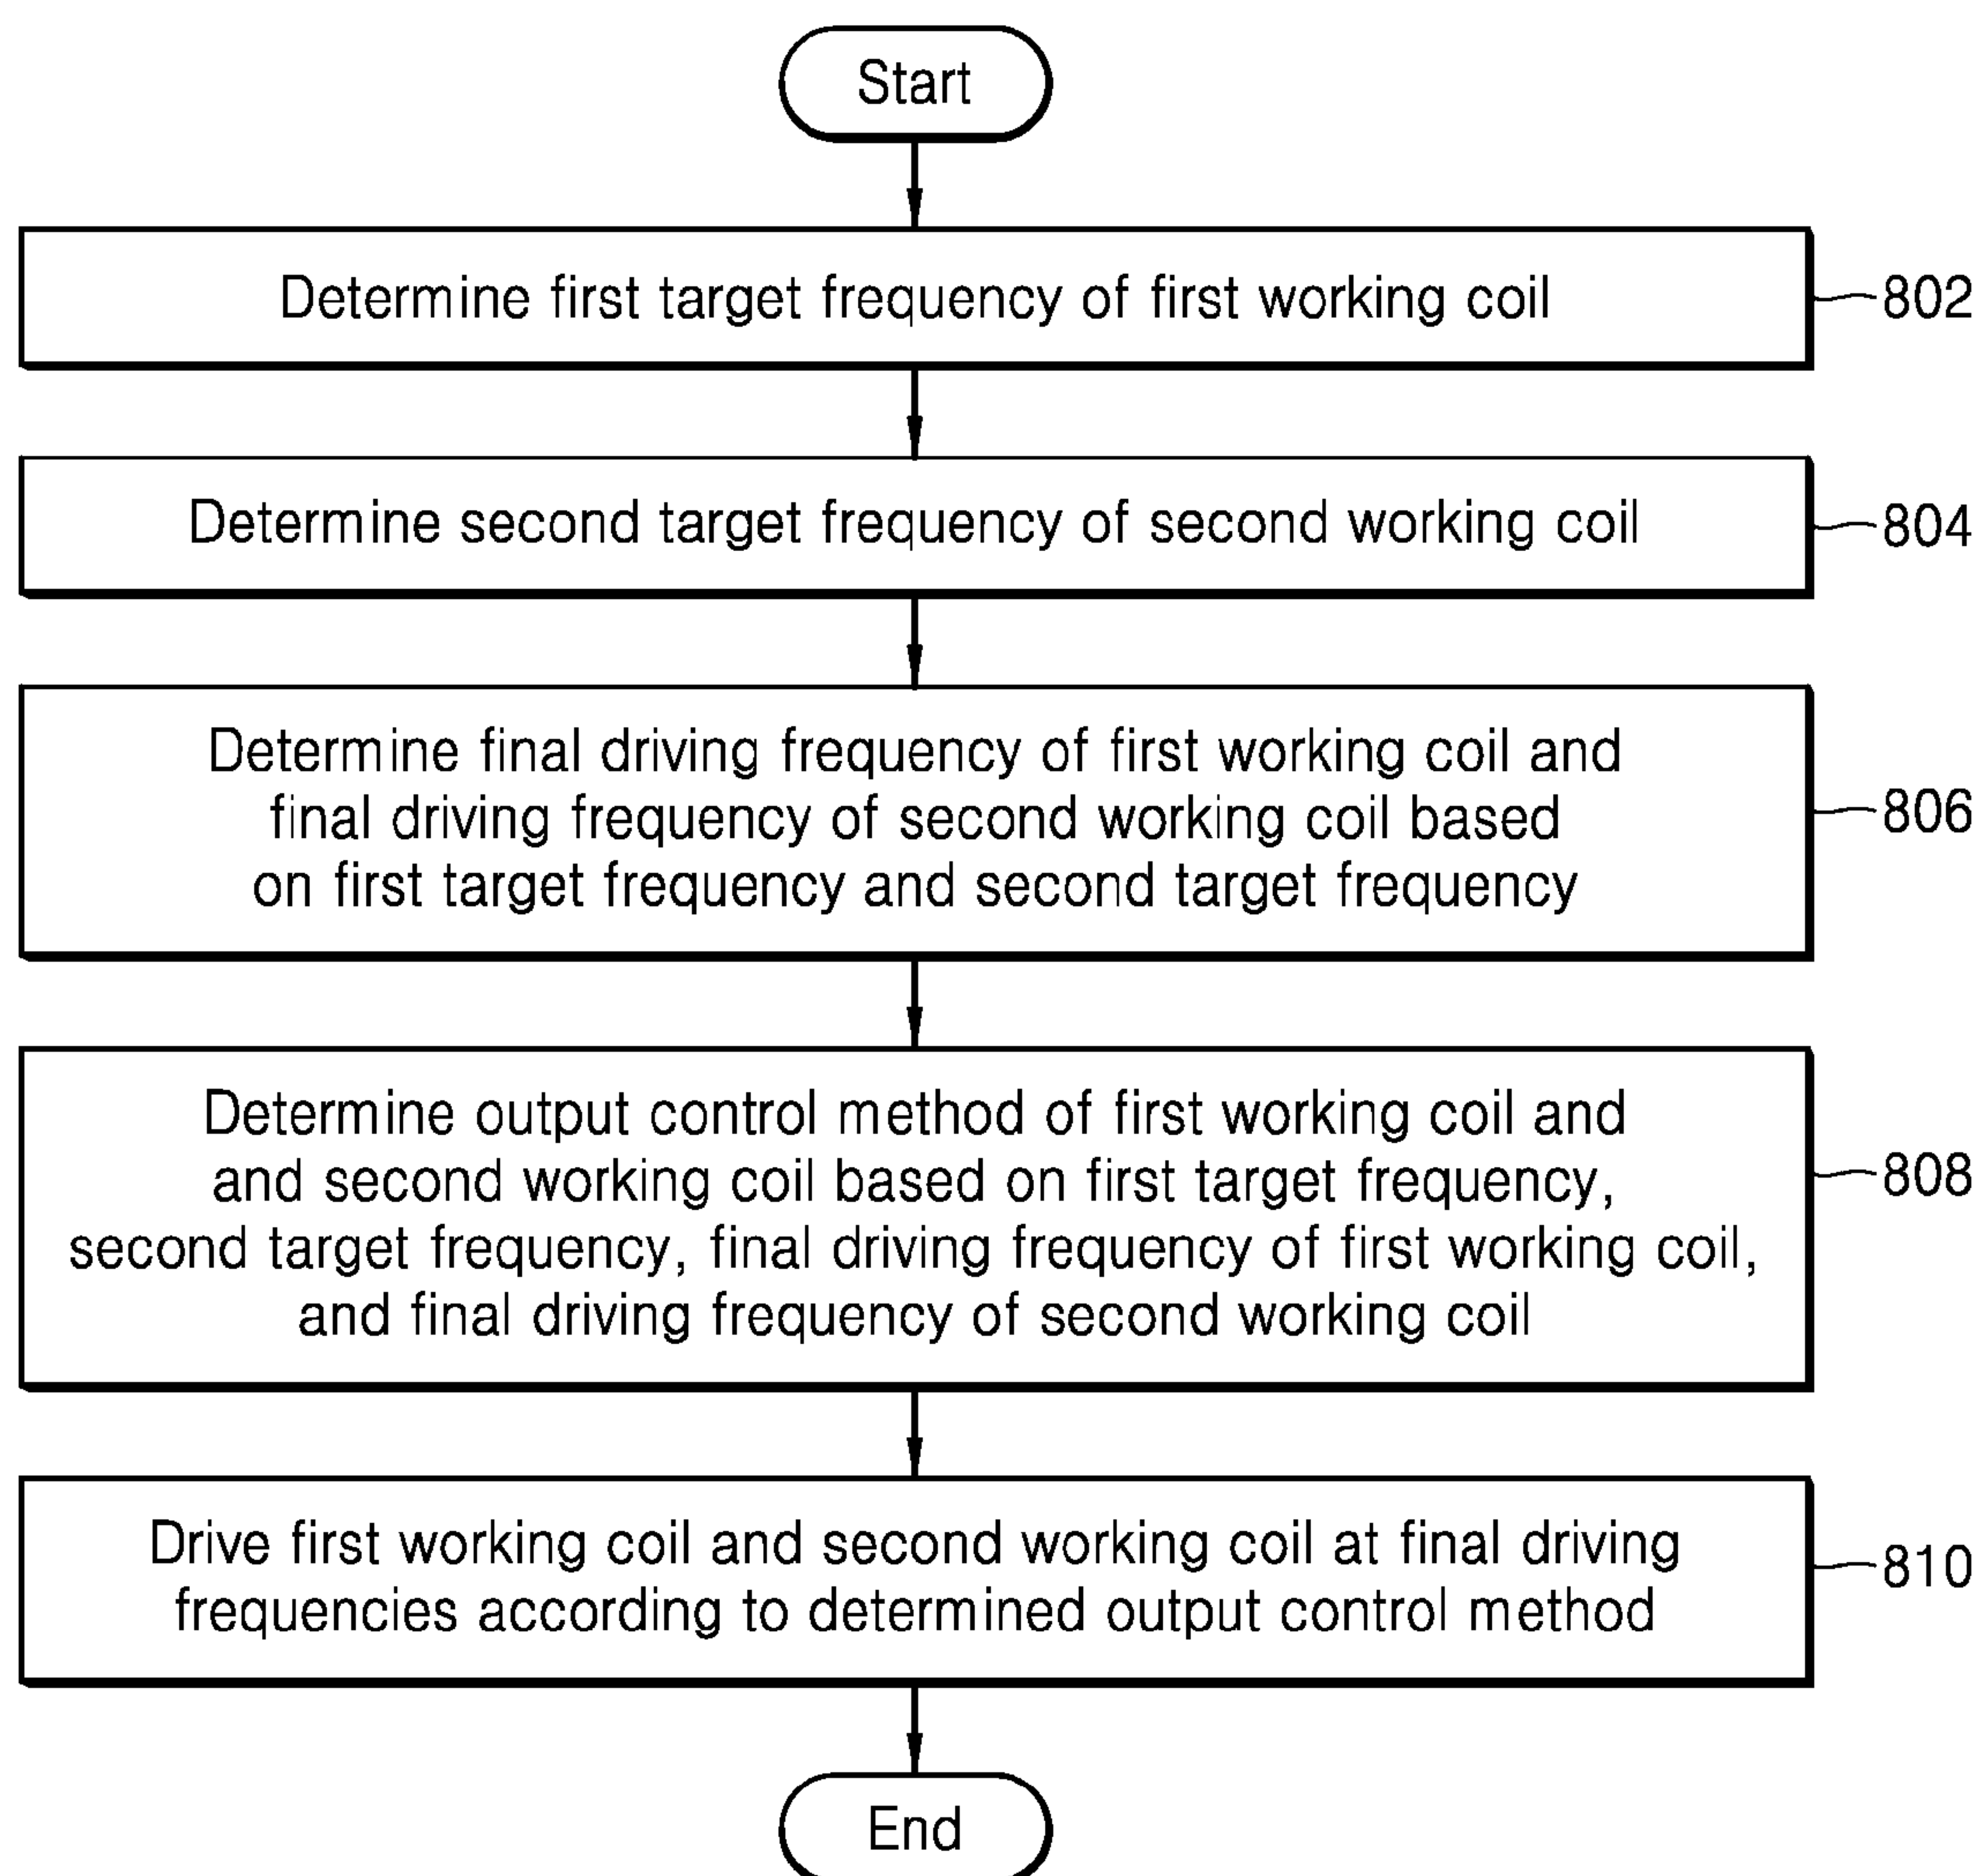 Start
Determine first target frequency of first working coil
802
Determine second target frequency of second working coil
804
Determine final driving frequency of first working coil and
final driving frequency of second working coil based
on first target frequency and second target frequency
806
Determine output control method of first working coil and
and second working coil based on first target frequency,
second target frequency, final driving frequency of first working coil,
and final driving frequency of second working coil
808
Drive first working coil and second working coil at final driving
frequencies according to determined output control method
810
End